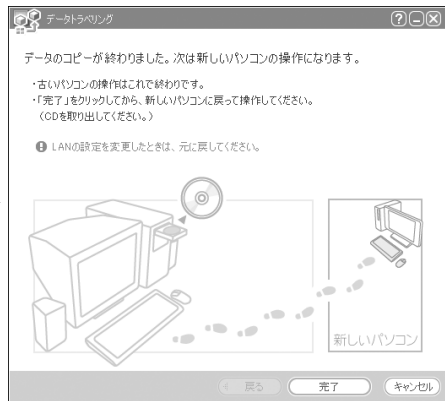 データトラベリング
データのコピーが終わりました。次は新しいパソコンの操作になります。
・古いパソコンの操作はこれで終わりです。
・「完了」をクリックしてから、新しいパソコンに戻って操作してください。
（CDを取り出してください。）
LANの設定を変更したときは、元に戻してください。
新しいパソコン
戻る 完了 キャンセル